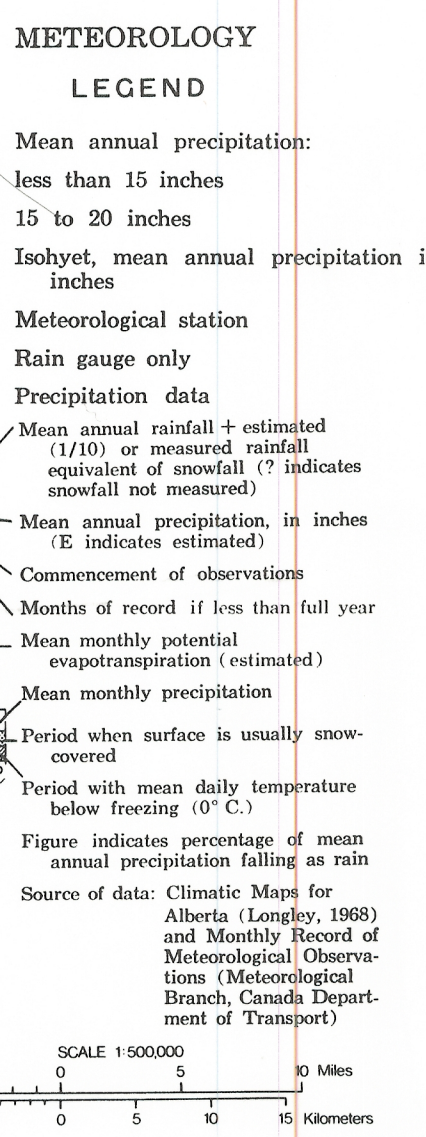 METEOROLOGY
LEGEND
Mean annual precipitation:
less than 15 inches
15 to 20 inches
Isohyet, mean annual precipitation i
inches
Meteorological station
Rain gauge only
Precipitation data
Mean annual rainfall + estimated
(1/10) or measured rainfall
equivalent of snowfall (? indicates
snowfall not measured)
Mean annual precipitation, in inches
(E indicates estimated)
Commencement of observations
Months of record if less than full year
Mean monthly potential
evapotranspiration (estimated)
Mean monthly precipitation
Period when surface is usually snow-
covered
Period with mean daily temperature
below freezing (0° C.)
Figure indicates percentage of mean
annual precipitation falling as rain
Source of data: Climatic Maps for
Alberta (Longley, 1968)
and Monthly Record of
Meteorological Observa-
tions (Meteorological
Branch, Canada Depart-
ment of Transport)
SCALE 1:500,000
0 5 10 Miles
0 5 10 15 Kilometers